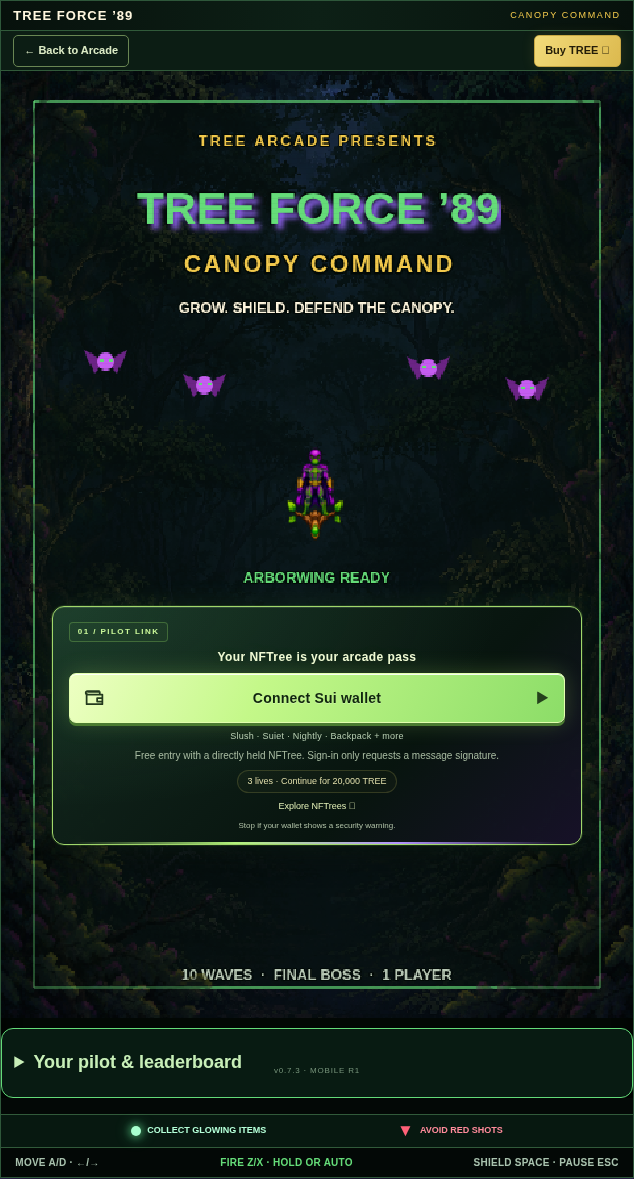 TREE FORCE ’89
CANOPY COMMAND
← Back to Arcade
Buy TREE
TREE ARCADE PRESENTS
TREE FORCE ’89
CANOPY COMMAND
GROW. SHIELD. DEFEND THE CANOPY.
ARBORWING READY
01 / PILOT LINK
Your NFTree is your arcade pass
Connect Sui wallet
Slush · Suiet · Nightly · Backpack + more
Free entry with a directly held NFTree. Sign-in only requests a message signature.
3 lives · Continue for 20,000 TREE
Explore NFTrees
Stop if your wallet shows a security warning.
10 WAVES · FINAL BOSS · 1 PLAYER
Your pilot & leaderboard
v0.7.3 · MOBILE R1
COLLECT GLOWING ITEMS
AVOID RED SHOTS
MOVE A/D · ←/→
FIRE Z/X · HOLD OR AUTO
SHIELD SPACE · PAUSE ESC